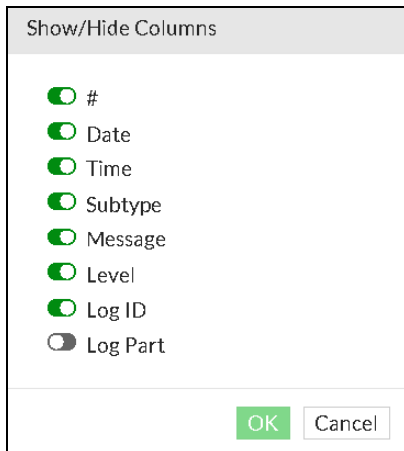 Show/Hide Columns
#
Date
Time
Subtype
Message
Level
Log ID
Log Part
OK Cancel